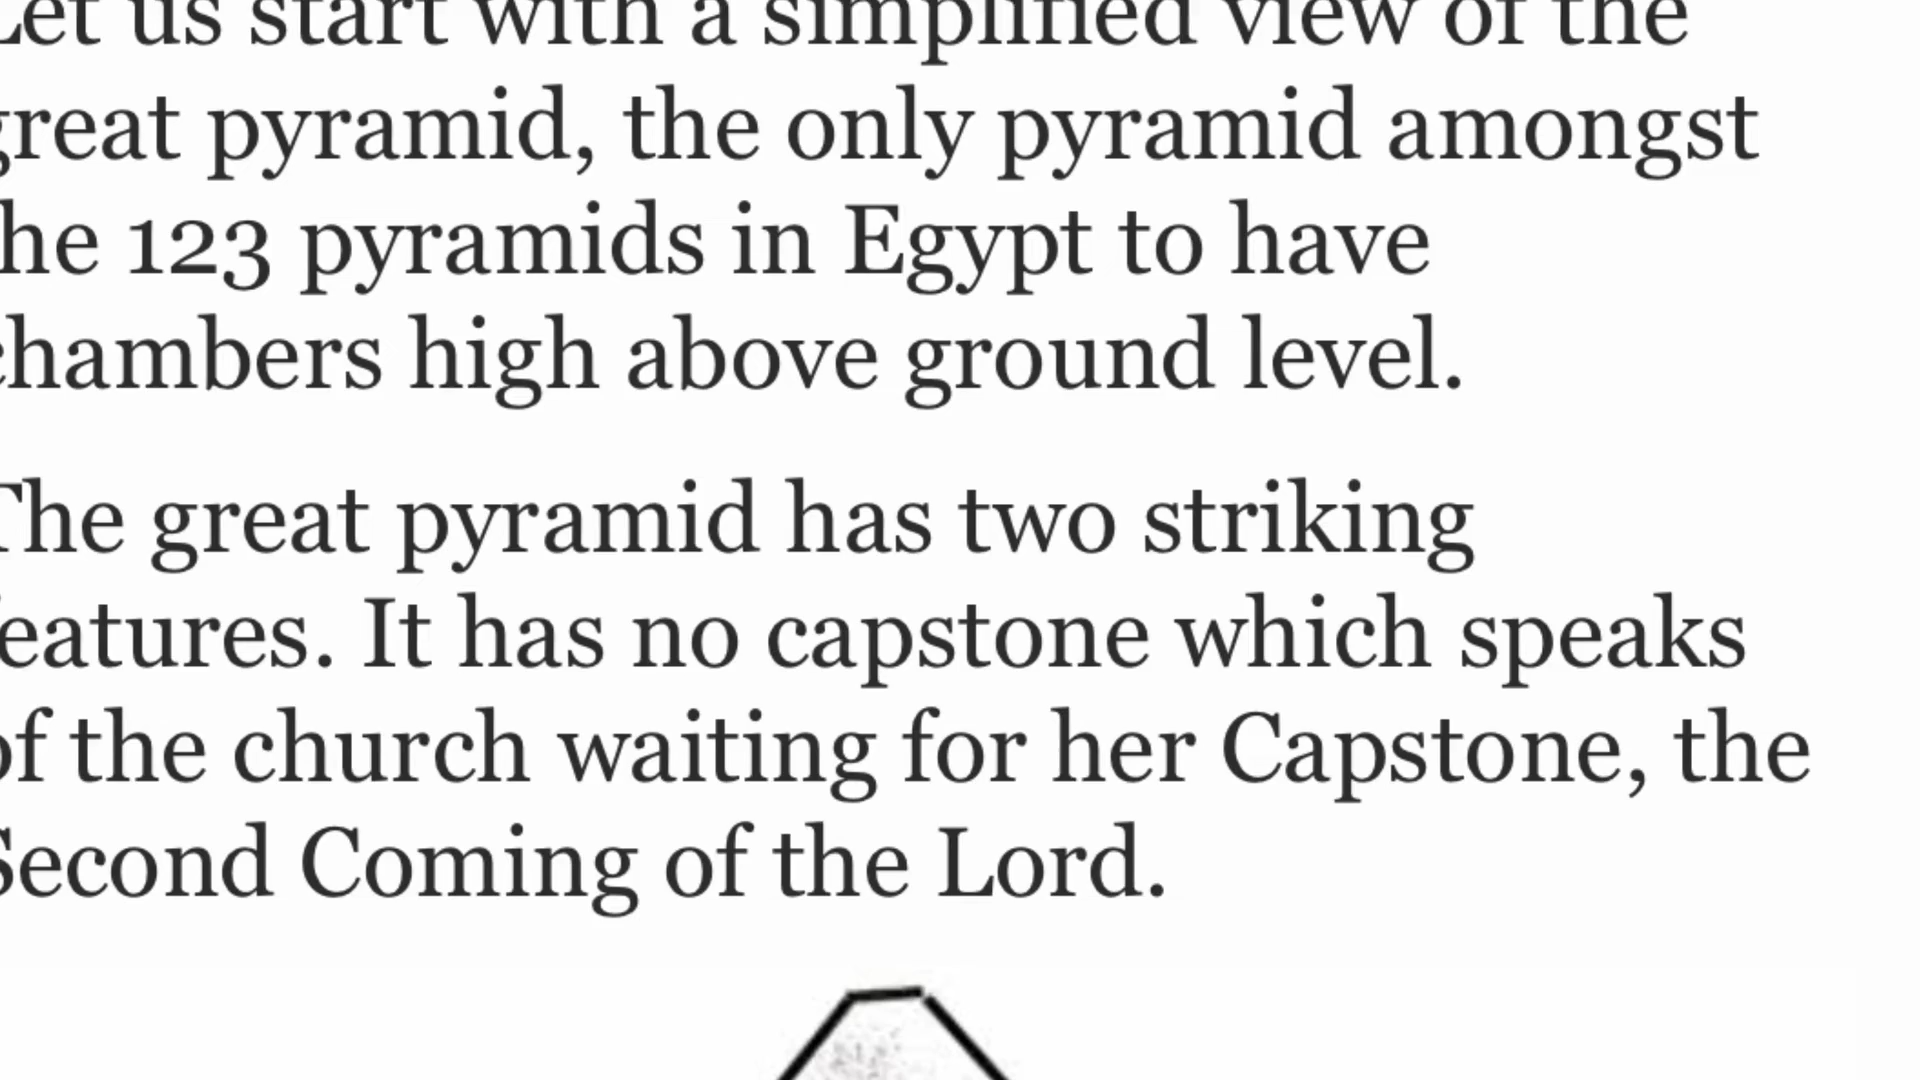 Let us start with a simplified view of the
great pyramid, the only pyramid amongst
the 123 pyramids in Egypt to have
chambers high above ground level.
The great pyramid has two striking
features. It has no capstone which speaks
of the church waiting for her Capstone, the
Second Coming of the Lord.